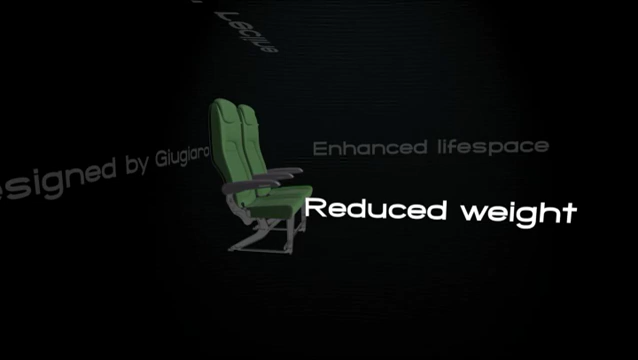 esigned by Giugiaro
Enhanced lifespace
Reduced weight